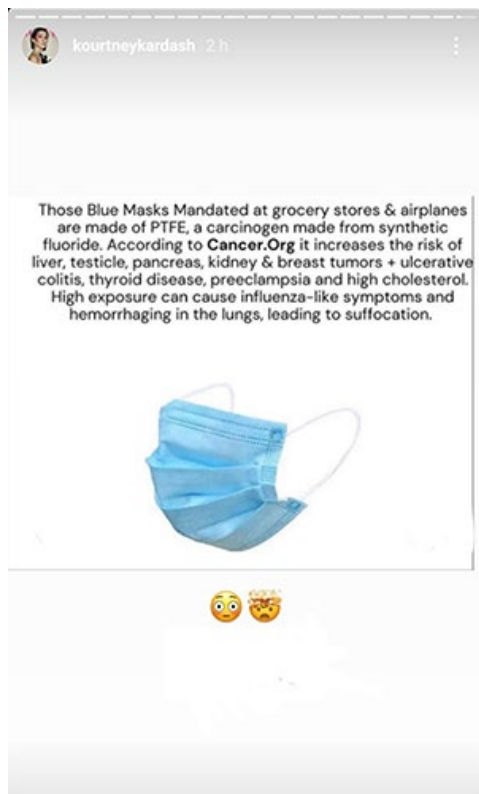 kourtneykardash 2 h
Those Blue Masks Mandated at grocery stores & airplanes
are made of PTFE, a carcinogen made from synthetic
fluoride. According to Cancer.Org it increases the risk of
liver, testicle, pancreas, kidney & breast tumors + ulcerative
colitis, thyroid disease, preeclampsia and high cholesterol.
High exposure can cause influenza-like symptoms and
hemorrhaging in the lungs, leading to suffocation.